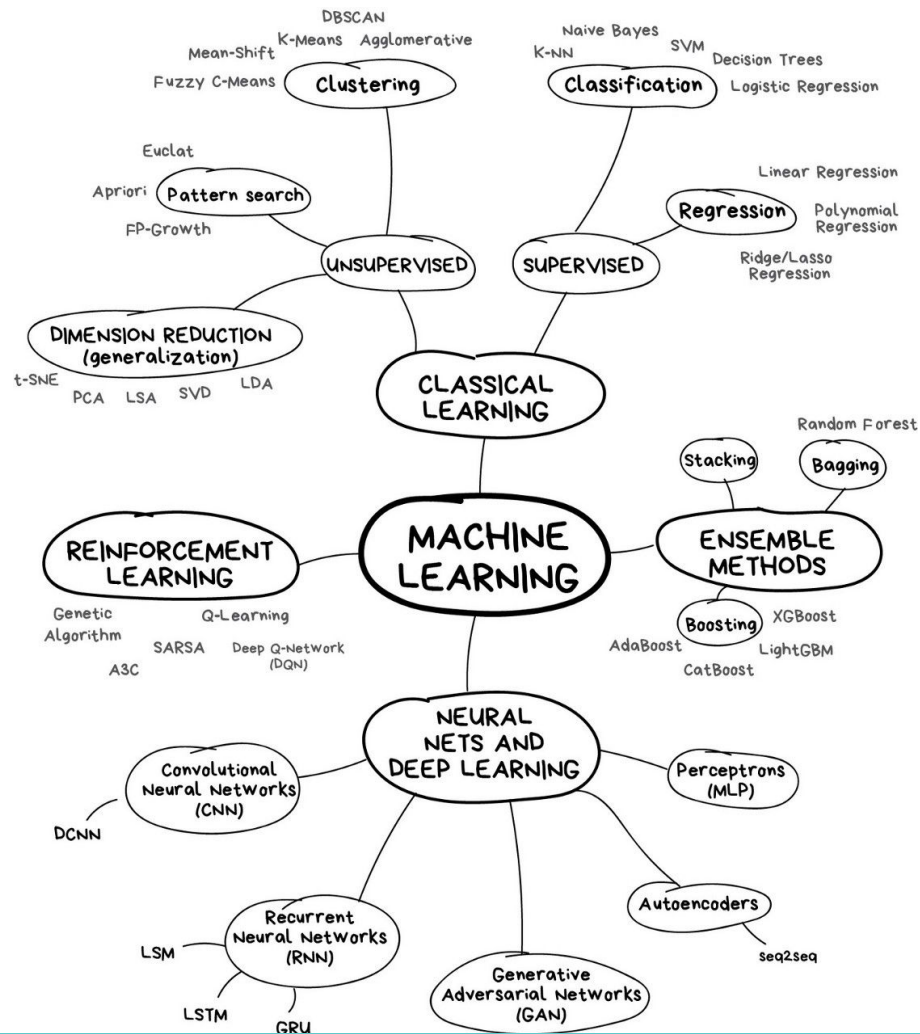 DBSCAN
K-Means
Agglomerative
Mean-Shift
Fuzzy C-Means
Clustering
Naive Bayes
K-NN
SVM
Decision Trees
Classification
Logistic Regression
Euclat
Apriori
Pattern search
FP-Growth
Linear Regression
Regression
Polynomial
Regression
Ridge/Lasso
Regression
UNSUPERVISED
SUPERVISED
DIMENSION REDUCTION
(generalization)
t-SNE
PCA
LSA
SVD
LDA
CLASSICAL
LEARNING
Random Forest
Stacking
Bagging
MACHINE
LEARNING
REINFORCEMENT
LEARNING
ENSEMBLE
METHODS
Genetic
Algorithm
Q-Learning
SARSA
Deep Q-Network
(DQN)
A3C
Boosting
XGBoost
AdaBoost
LightGBM
CatBoost
NEURAL
NETS AND
DEEP LEARNING
Convolutional
Neural Networks
(CNN)
DCNN
Perceptrons
(MLP)
Autoencoders
seq2seq
Recurrent
Neural Networks
(RNN)
LSM
LSTM
GRU
Generative
Adversarial Networks
(GAN)